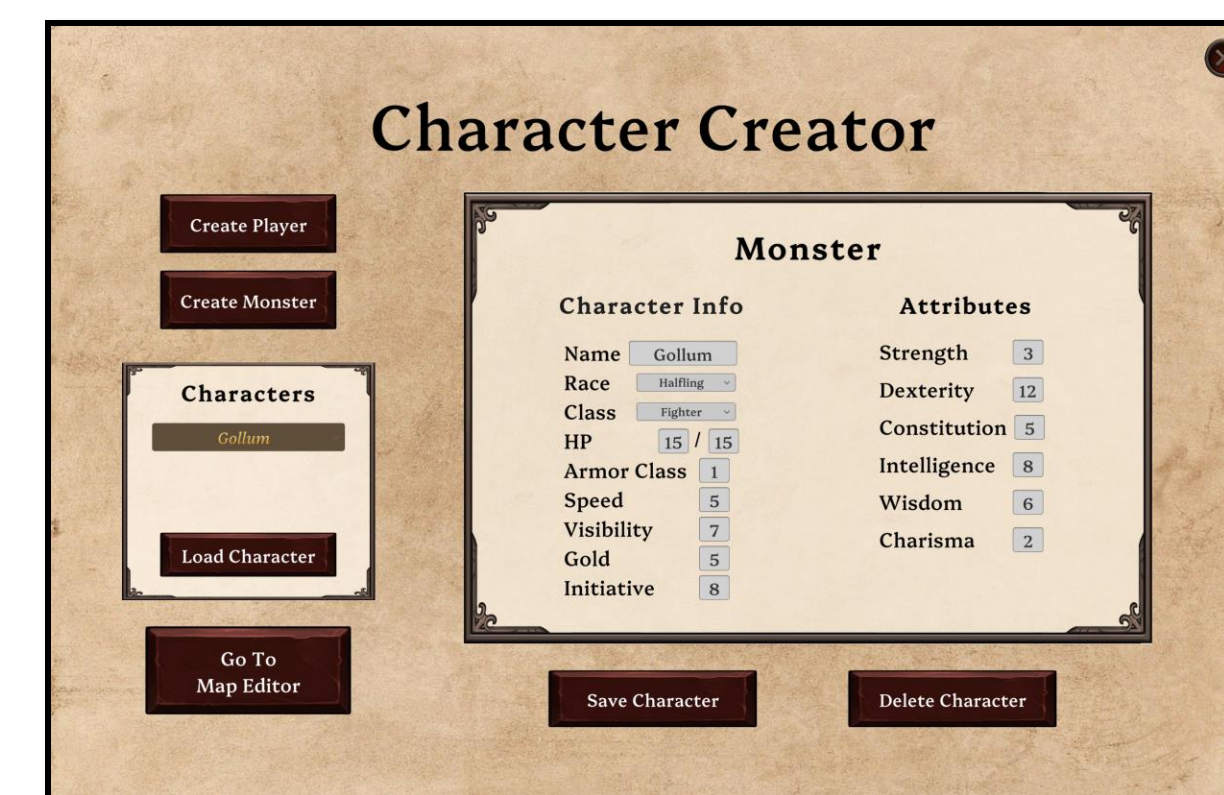 Character Creator
Create Player
Create Monster
Characters
Gollum
Load Character
Go To
Map Editor
Monster
Character Info
Name Gollum
Race Halfling
Class Fighter
HP 15 / 15
Armor Class 1
Speed 5
Visibility 7
Gold 5
Initiative 8
Attributes
Strength 3
Dexterity 12
Constitution 5
Intelligence 8
Wisdom 6
Charisma 2
Save Character
Delete Character